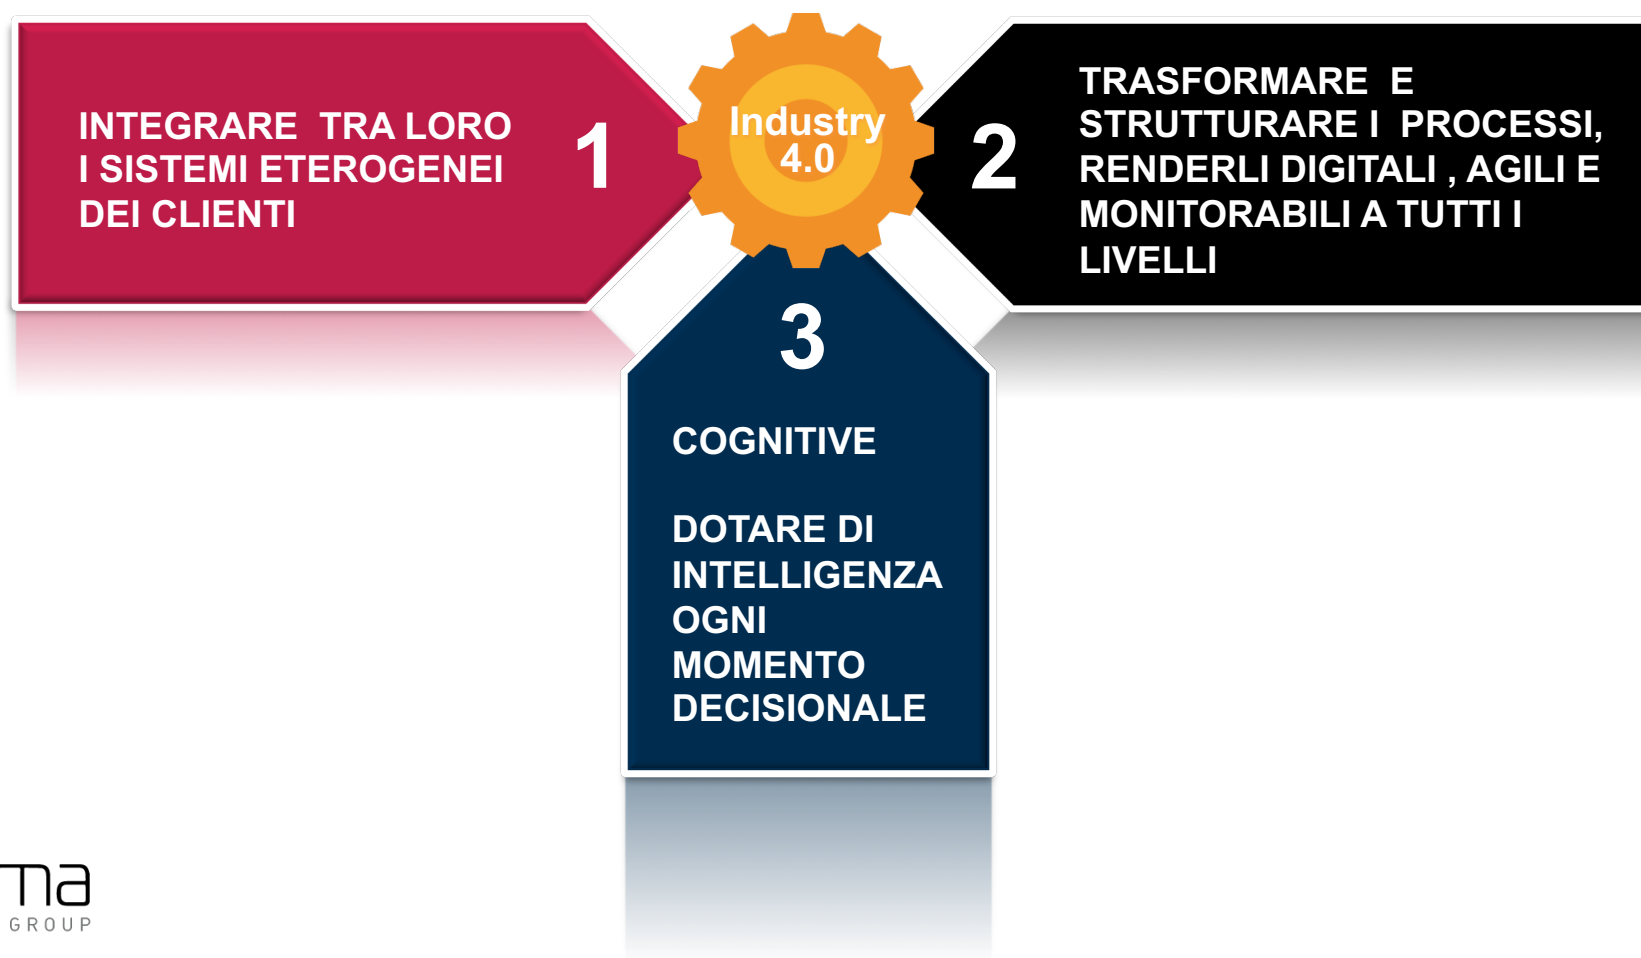 INTEGRARE TRA LORO
I SISTEMI ETEROGENEI
DEI CLIENTI
1
Industry
4.0
2
TRASFORMARE E
STRUTTURARE I PROCESSI,
RENDERLI DIGITALI , AGILI E
MONITORABILI A TUTTI I
LIVELLI
3
COGNITIVE
DOTARE DI
INTELLIGENZA
OGNI
MOMENTO
DECISIONALE
GROUP